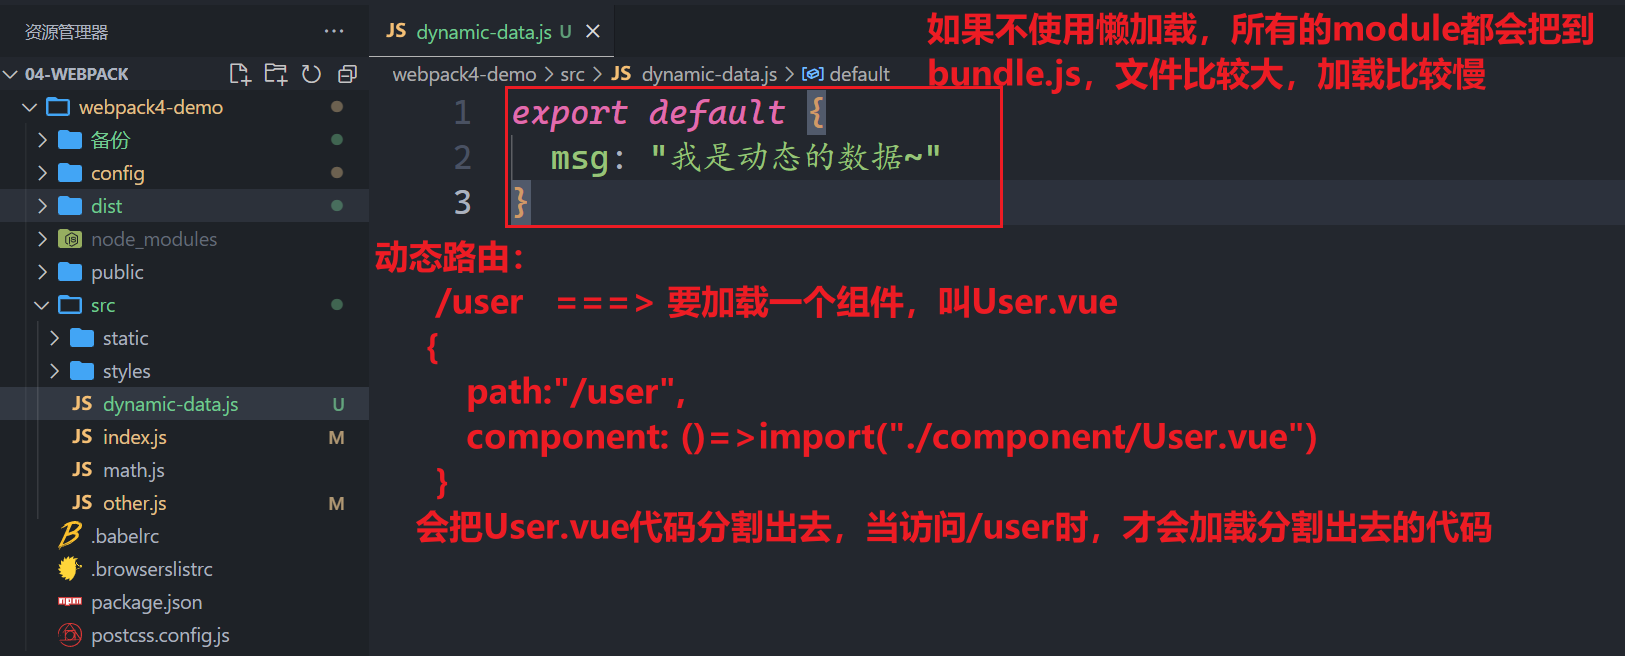 资源管理器
···
04-WEBPACK
webpack4-demo
备份
config
dist
node_modules
public
src
static
styles
JS dynamic-data.js U
JS index.js M
JS math.js
JS other.js M
.babelrc
.browserslistrc
npm package.json
postcss.config.js
JS dynamic-data.js U
webpack4-demo > src > JS dynamic-data.js > default
如果不使用懒加载，所有的module都会把到
bundle.js，文件比较大，加载比较慢
1 export default {
2 msg: "我是动态的数据~"
3 }
动态路由：
/user ===> 要加载一个组件，叫User.vue
{
path:"/user",
component: ()=>import("./component/User.vue")
}
会把User.vue代码分割出去，当访问/user时，才会加载分割出去的代码